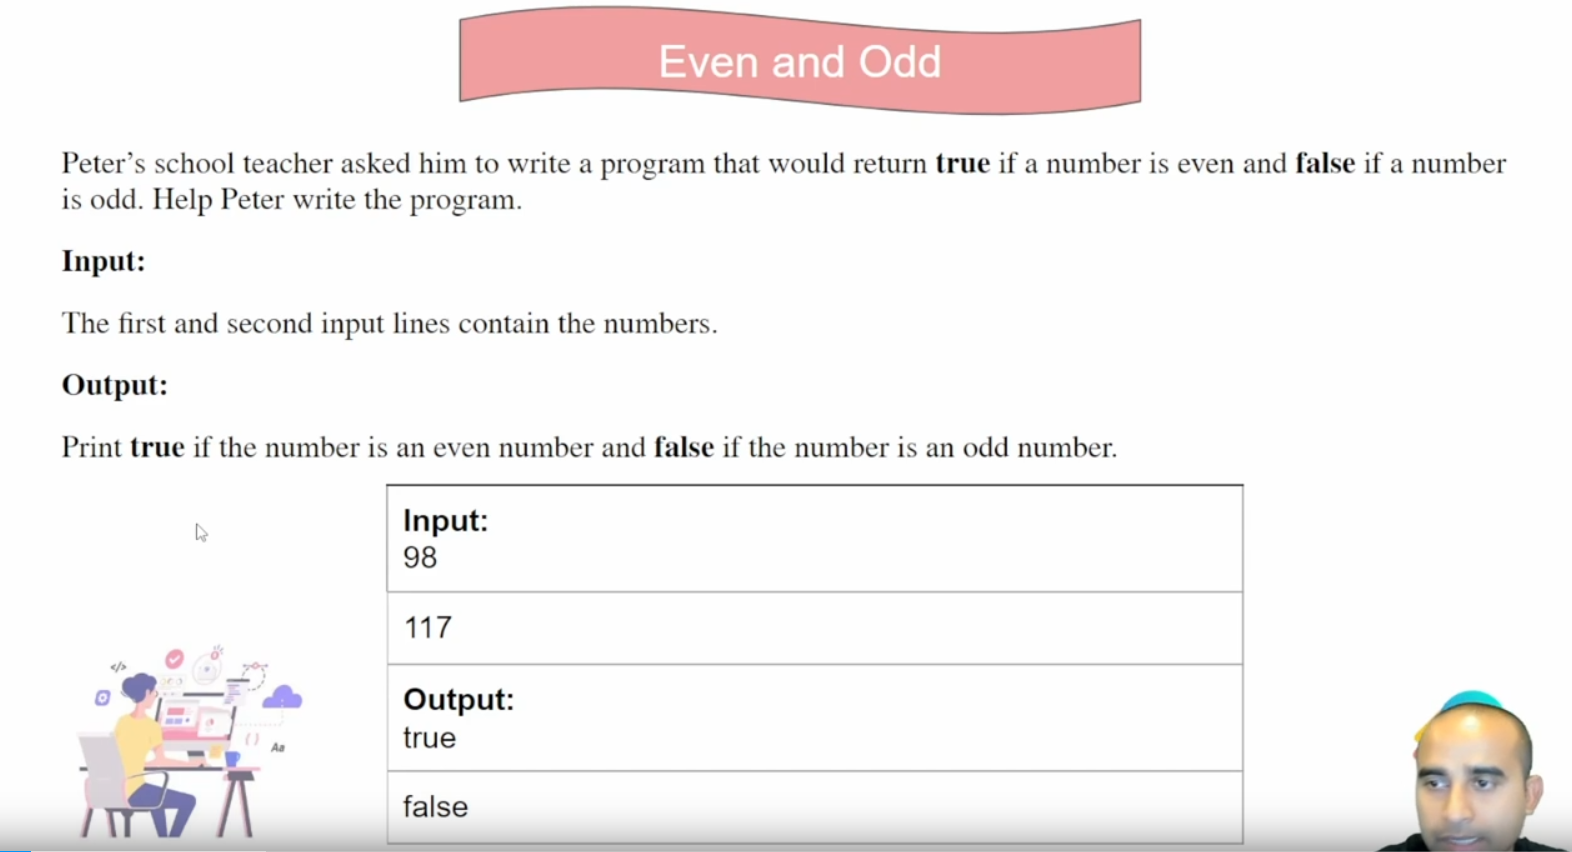 Even and Odd
Peter’s school teacher asked him to write a program that would return true if a number is even and false if a number
is odd. Help Peter write the program.
Input:
The first and second input lines contain the numbers.
Output:
Print true if the number is an even number and false if the number is an odd number.
Input:
98
117
Output:
true
false
</>
{ }
Aa